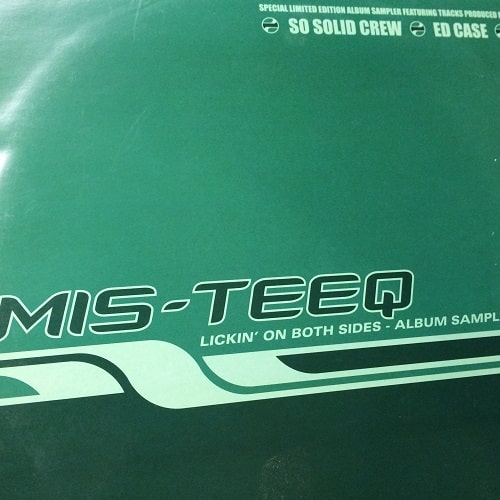 SPECIAL LIMITED EDITION ALBUM SAMPLER FEATURING TRACKS PRODUCED
SO SOLID CREW ED CASE
MIS-TEEQ
LICKIN' ON BOTH SIDES - ALBUM SAMPL